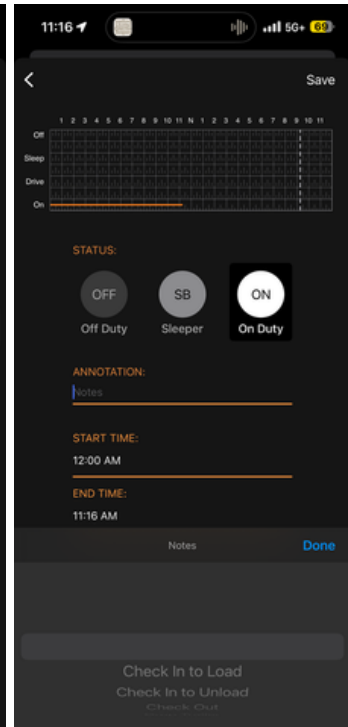 11:16 5G+ 69
Save
1 2 3 4 5 6 7 8 9 10 11 N 1 2 3 4 5 6 7 8 9 10 11
Off
Sleep
Drive
On
STATUS:
OFF SB ON
Off Duty Sleeper On Duty
ANNOTATION:
Notes
START TIME:
12:00 AM
END TIME:
11:16 AM
Notes Done
Check In to Load
Check In to Unload
Check Out